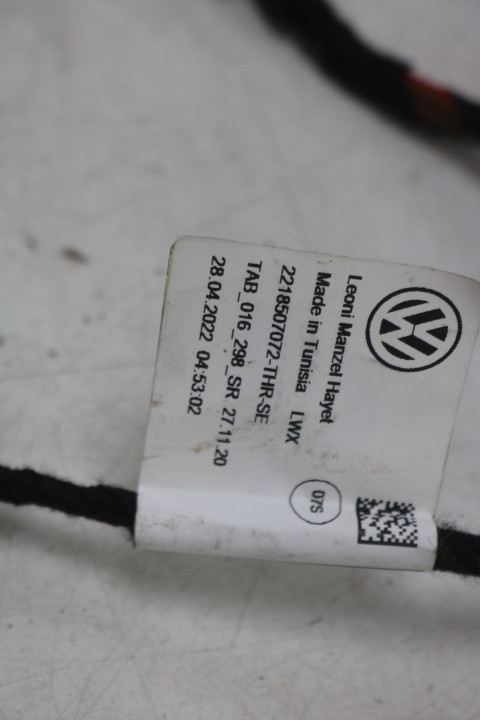 Leoni Manzel Hayet
Made in Tunisia LWX
2218507072-THR-SE
TAB_016_298_SR 27.11.20
28.04.2022 04:53:02
07S